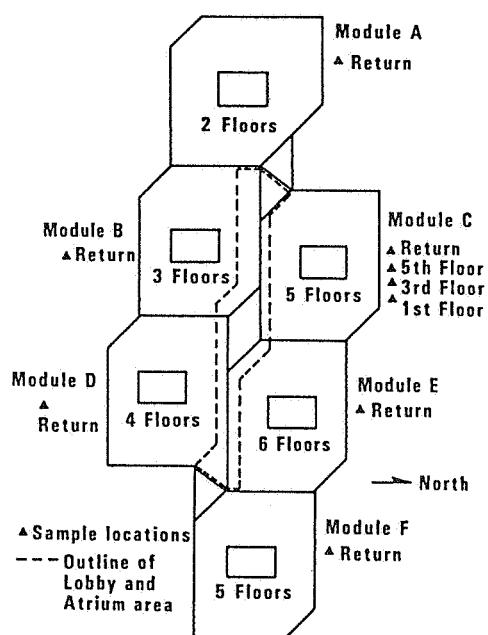 Module A
▲ Return
2 Floors
Module B
▲ Return
3 Floors
Module C
▲ Return
▲ 5th Floor
▲ 3rd Floor
▲ 1st Floor
5 Floors
Module D
▲
Return
4 Floors
Module E
▲ Return
6 Floors
North
▲ Sample locations
Outline of
Lobby and
Atrium area
Module F
▲ Return
5 Floors